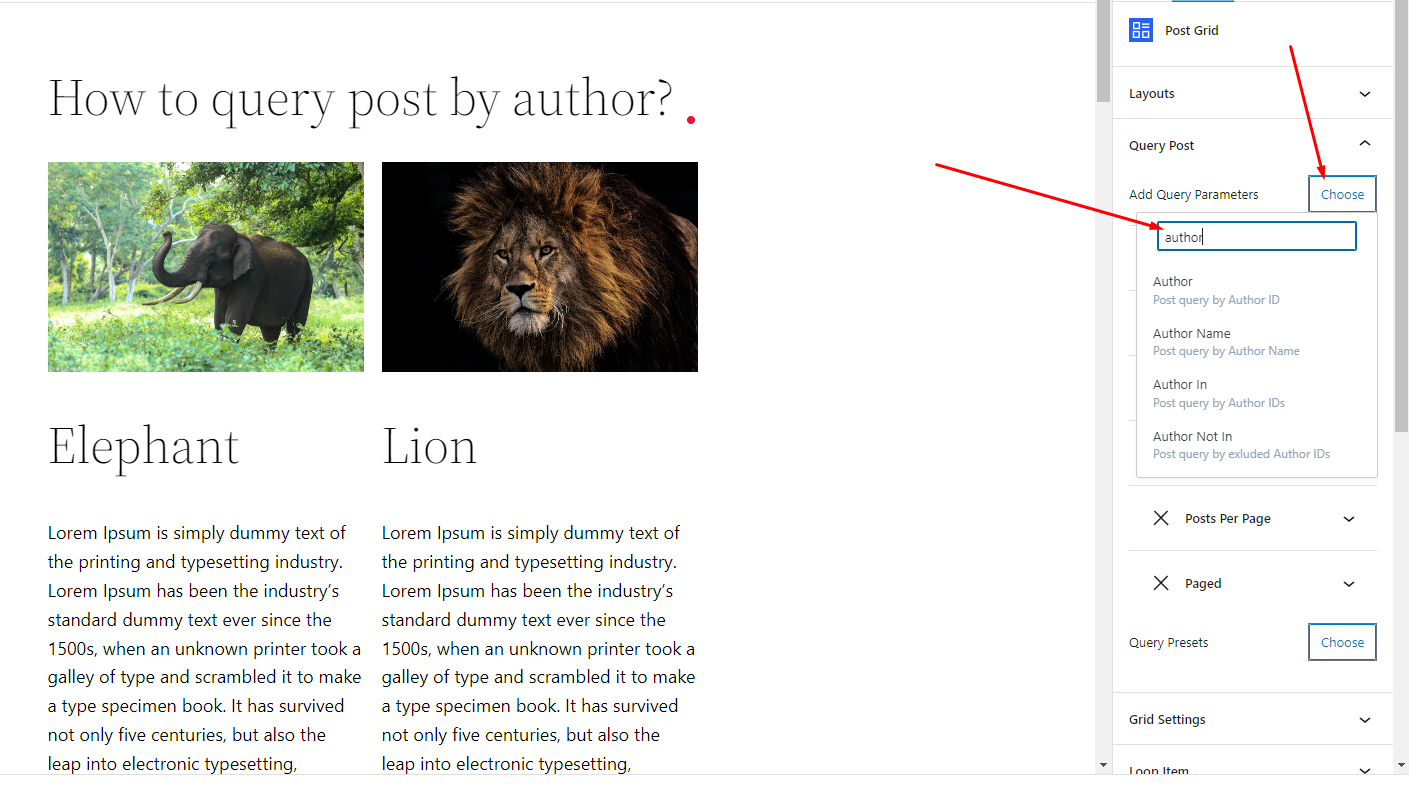 How to query post by author?
Elephant
Lorem Ipsum is simply dummy text of
the printing and typesetting industry.
Lorem Ipsum has been the industry’s
standard dummy text ever since the
1500s, when an unknown printer took a
galley of type and scrambled it to make
a type specimen book. It has survived
not only five centuries, but also the
leap into electronic typesetting,
Lion
Lorem Ipsum is simply dummy text of
the printing and typesetting industry.
Lorem Ipsum has been the industry’s
standard dummy text ever since the
1500s, when an unknown printer took a
galley of type and scrambled it to make
a type specimen book. It has survived
not only five centuries, but also the
leap into electronic typesetting,
Post Grid
Layouts
Query Post
Add Query Parameters
Choose
author
Author
Post query by Author ID
Author Name
Post query by Author Name
Author In
Post query by Author IDs
Author Not In
Post query by exluded Author IDs
Posts Per Page
Paged
Query Presets
Choose
Grid Settings
Loop Item